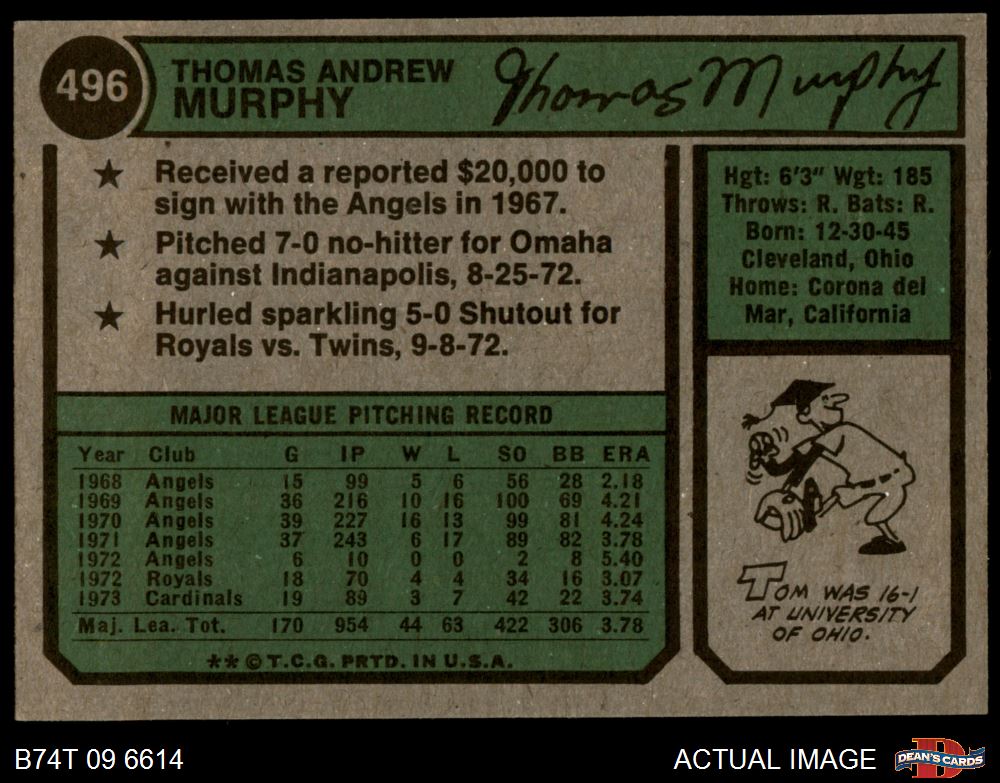 496
THOMAS ANDREW
MURPHY
Thomas Murphy
★ Received a reported $20,000 to
sign with the Angels in 1967.
★ Pitched 7-0 no-hitter for Omaha
against Indianapolis, 8-25-72.
★ Hurled sparkling 5-0 Shutout for
Royals vs. Twins, 9-8-72.
Hgt: 6'3" Wgt: 185
Throws: R. Bats: R.
Born: 12-30-45
Cleveland, Ohio
Home: Corona del
Mar, California
MAJOR LEAGUE PITCHING RECORD
Year Club G IP W L SO BB ERA
1968 Angels 15 99 5 6 56 28 2.18
1969 Angels 36 216 10 16 100 69 4.21
1970 Angels 39 227 16 13 99 81 4.24
1971 Angels 37 243 6 17 89 82 3.78
1972 Angels 6 10 0 0 2 8 5.40
1972 Royals 18 70 4 4 34 16 3.07
1973 Cardinals 19 89 3 7 42 22 3.74
Maj. Lea. Tot. 170 954 44 63 422 306 3.78
** © T.C.G. PRTD. IN U.S.A.
TOM WAS 16-1
AT UNIVERSITY
OF OHIO.
B74T 09 6614
ACTUAL IMAGE
DEAN'S CARDS